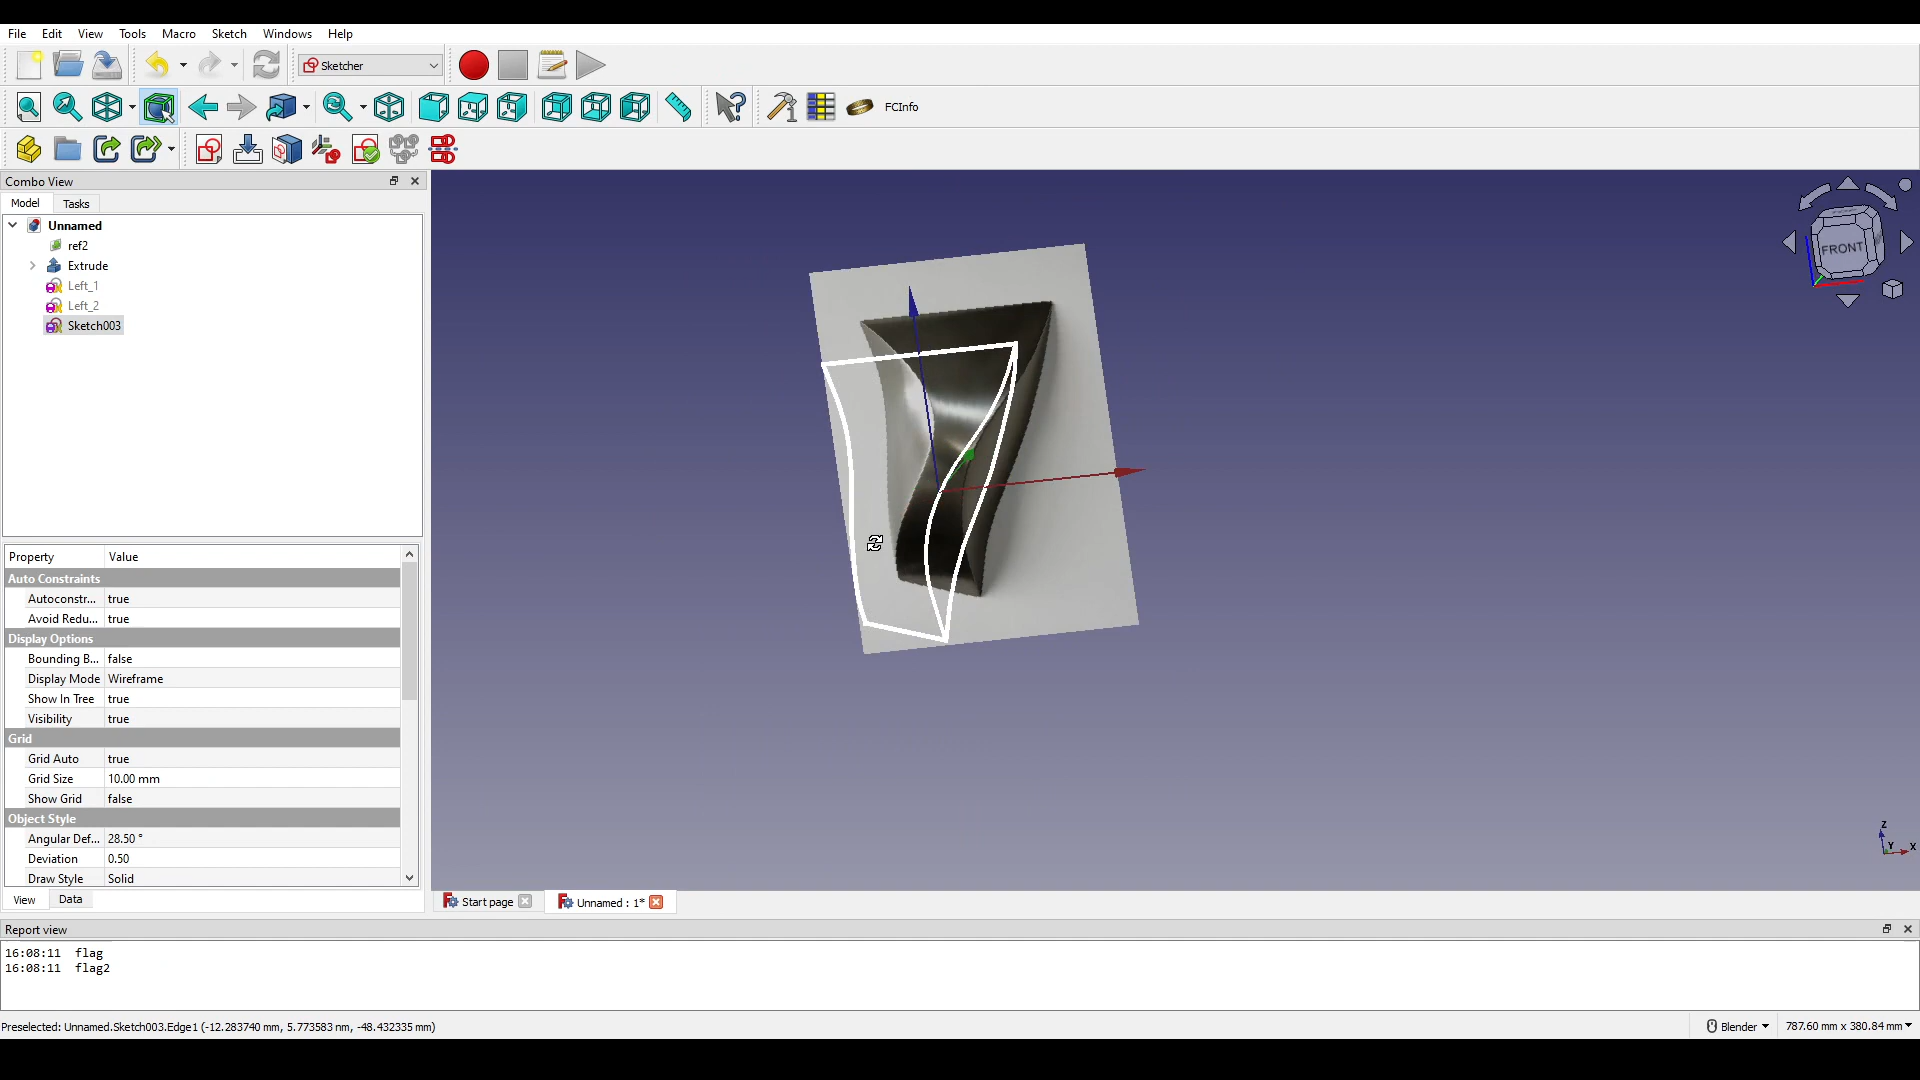 File Edit View Tools Macro Sketch Windows Help
Sketcher
FCInfo
Combo View
Model Tasks
Unnamed
ref2
Extrude
Left_1
Left_2
Sketch003
FRONT
Property Value
Auto Constraints
Autoconstr... true
Avoid Redu... true
Display Options
Bounding B... false
Display Mode Wireframe
Show In Tree true
Visibility true
Grid
Grid Auto true
Grid Size 10.00 mm
Show Grid false
Object Style
Angular Def... 28.50 °
Deviation 0.50
Draw Style Solid
Z
Y X
View Data
Start page Unnamed : 1*
Report view
16:08:11 flag
16:08:11 flag2
Preselected: Unnamed.Sketch003.Edge1 (-12.283740 mm, 5.773583 nm, -48.432335 mm)
Blender 787.60 mm x 380.84 mm